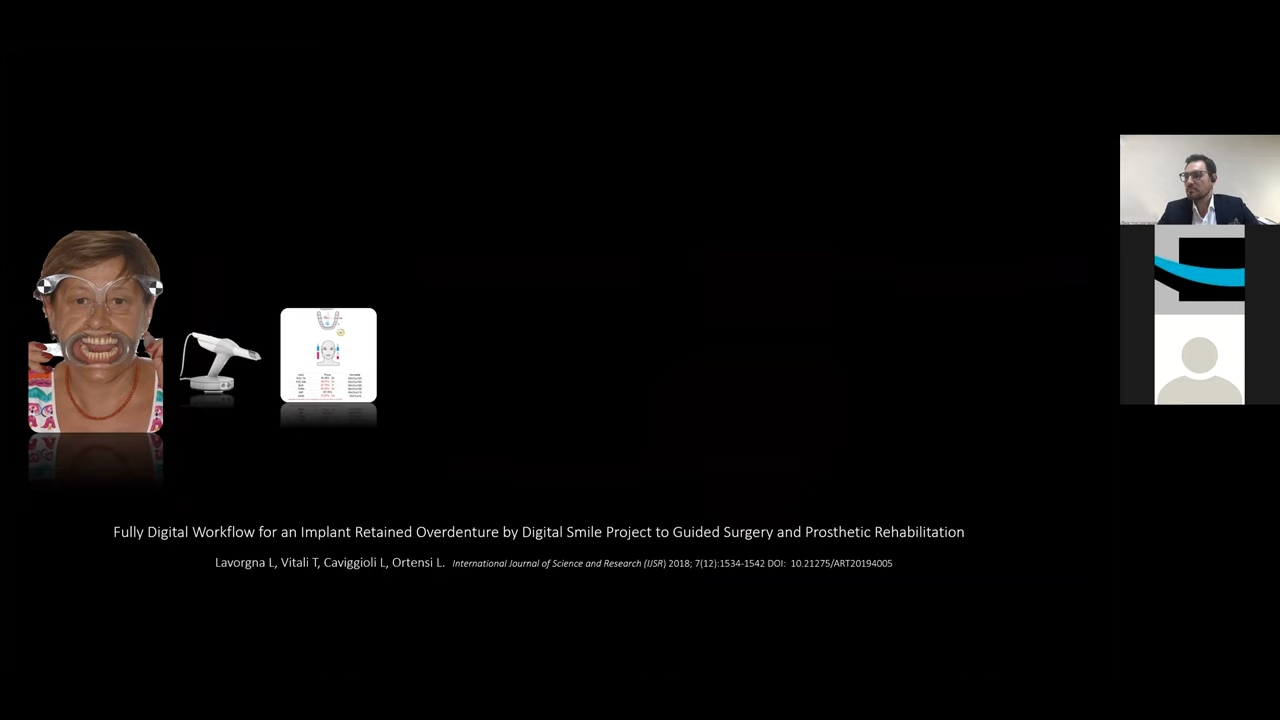 Fully Digital Workflow for an Implant Retained Overdenture by Digital Smile Project to Guided Surgery and Prosthetic Rehabilitation
Lavorgna L, Vitali T, Caviggioli L, Ortensi L. International Journal of Science and Research (IJSR) 2018; 7(12):1534-1542 DOI: 10.21275/ART20194005